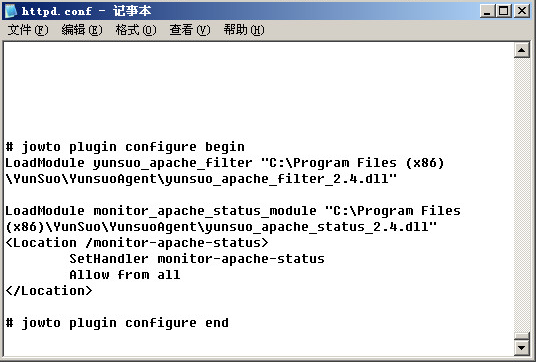 httpd.conf - 记事本
文件(F) 编辑(E) 格式(O) 查看(V) 帮助(H)
# jowto plugin configure begin
LoadModule yunsuo_apache_filter "C:\Program Files (x86)
\YunSuo\YunsuoAgent\yunsuo_apache_filter_2.4.dll"
LoadModule monitor_apache_status_module "C:\Program Files
(x86)\YunSuo\YunsuoAgent\yunsuo_apache_status_2.4.dll"
<Location /monitor-apache-status>
SetHandler monitor-apache-status
Allow from all
</Location>
# jowto plugin configure end